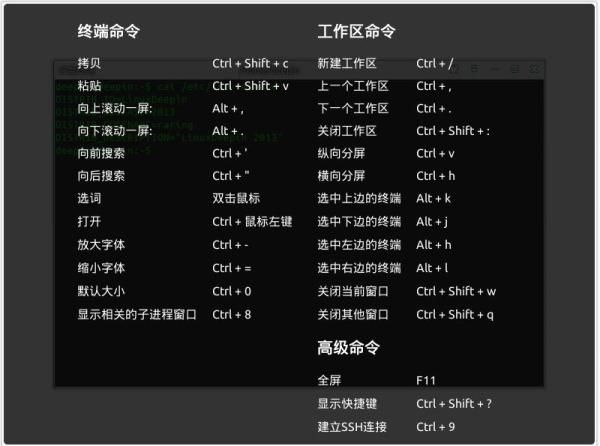 终端命令
拷贝 Ctrl + Shift + c
粘贴 Ctrl + Shift + v
向上滚动一屏: Alt + ,
向下滚动一屏: Alt + .
向前搜索 Ctrl + '
向后搜索 Ctrl + "
选词 双击鼠标
打开 Ctrl + 鼠标左键
放大字体 Ctrl + -
缩小字体 Ctrl + =
默认大小 Ctrl + 0
显示相关的子进程窗口 Ctrl + 8
工作区命令
新建工作区 Ctrl + /
上一个工作区 Ctrl + ,
下一个工作区 Ctrl + .
关闭工作区 Ctrl + Shift + :
纵向分屏 Ctrl + v
横向分屏 Ctrl + h
选中上边的终端 Alt + k
选中下边的终端 Alt + j
选中左边的终端 Alt + h
选中右边的终端 Alt + l
关闭当前窗口 Ctrl + Shift + w
关闭其他窗口 Ctrl + Shift + q
高级命令
全屏 F11
显示快捷键 Ctrl + Shift + ?
建立SSH连接 Ctrl + 9